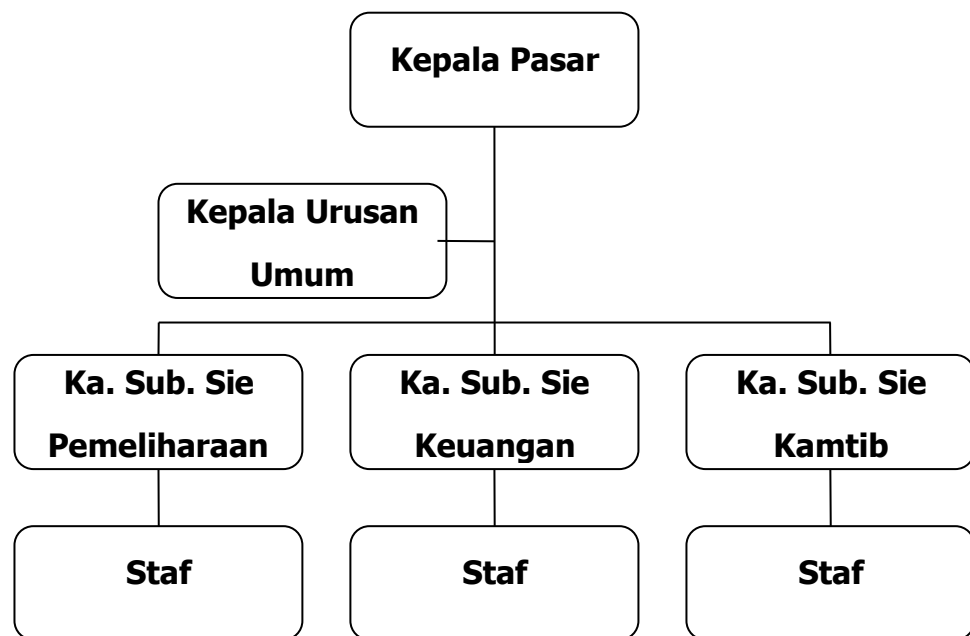 Kepala Pasar
Kepala Urusan
Umum
Ka. Sub. Sie
Pemeliharaan
Ka. Sub. Sie
Keuangan
Ka. Sub. Sie
Kamtib
Staf
Staf
Staf